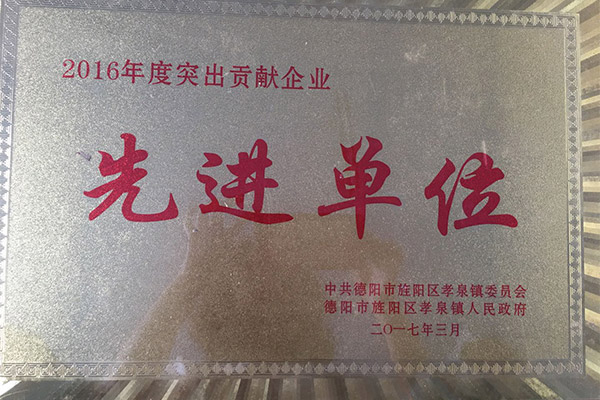 2016年度突出贡献企业
先进单位
中共德阳市旌阳区孝泉镇委员会
德阳市旌阳区孝泉镇人民政府
二〇一七年三月